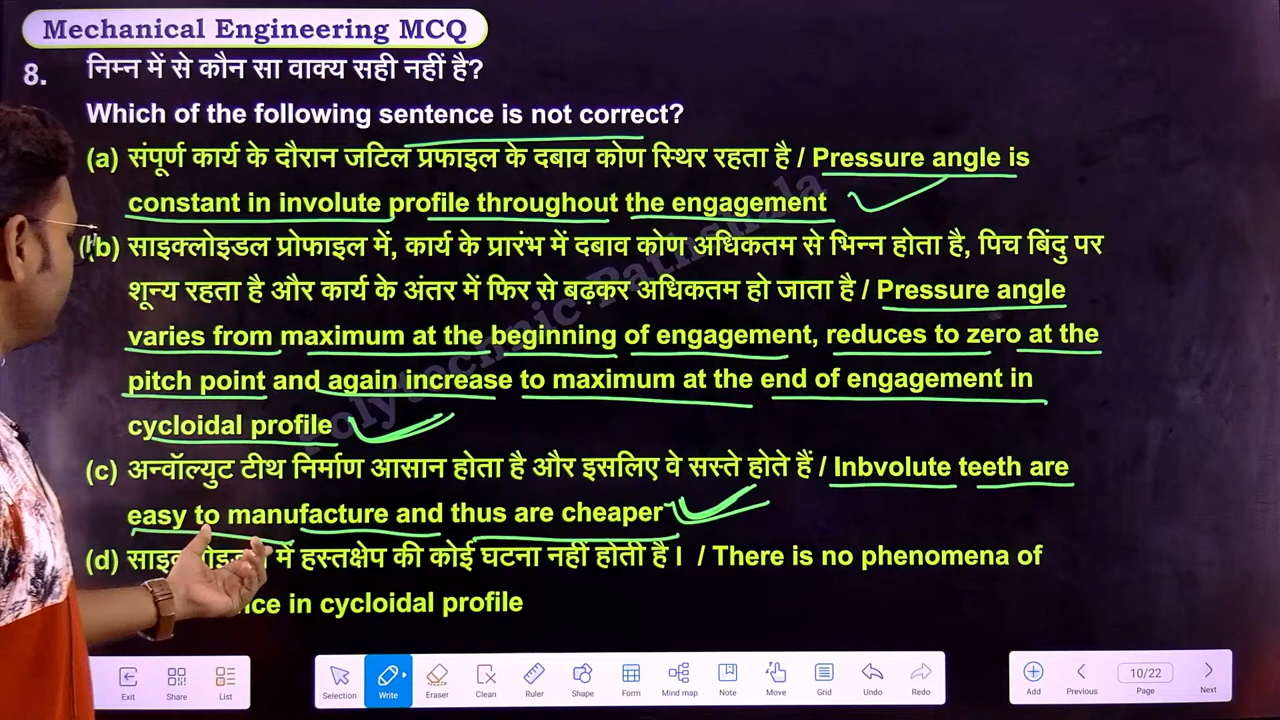 Mechanical Engineering MCQ
8. निम्न में से कौन सा वाक्य सही नहीं है?
Which of the following sentence is not correct?
(a) संपूर्ण कार्य के दौरान जटिल प्रफाइल के दबाव कोण स्थिर रहता है / Pressure angle is
constant in involute profile throughout the engagement
(b) साइक्लोइडल प्रोफाइल में, कार्य के प्रारंभ में दबाव कोण अधिकतम से भिन्न होता है, पिच बिंदु पर
शून्य रहता है और कार्य के अंतर में फिर से बढ़कर अधिकतम हो जाता है / Pressure angle
varies from maximum at the beginning of engagement, reduces to zero at the
pitch point and again increase to maximum at the end of engagement in
cycloidal profile
(c) अन्वॉल्युट टीथ निर्माण आसान होता है और इसलिए वे सस्ते होते हैं / Inbvolute teeth are
easy to manufacture and thus are cheaper
(d) में हस्तक्षेप की कोई घटना नहीं होती है। / There is no phenomena of
in cycloidal profile
Polytechnic Pathshala
Exit Share List Selection Write Eraser Clean Ruler Shape Form Mind map Note Move Grid Undo Redo Add Previous 10/22 Page Next